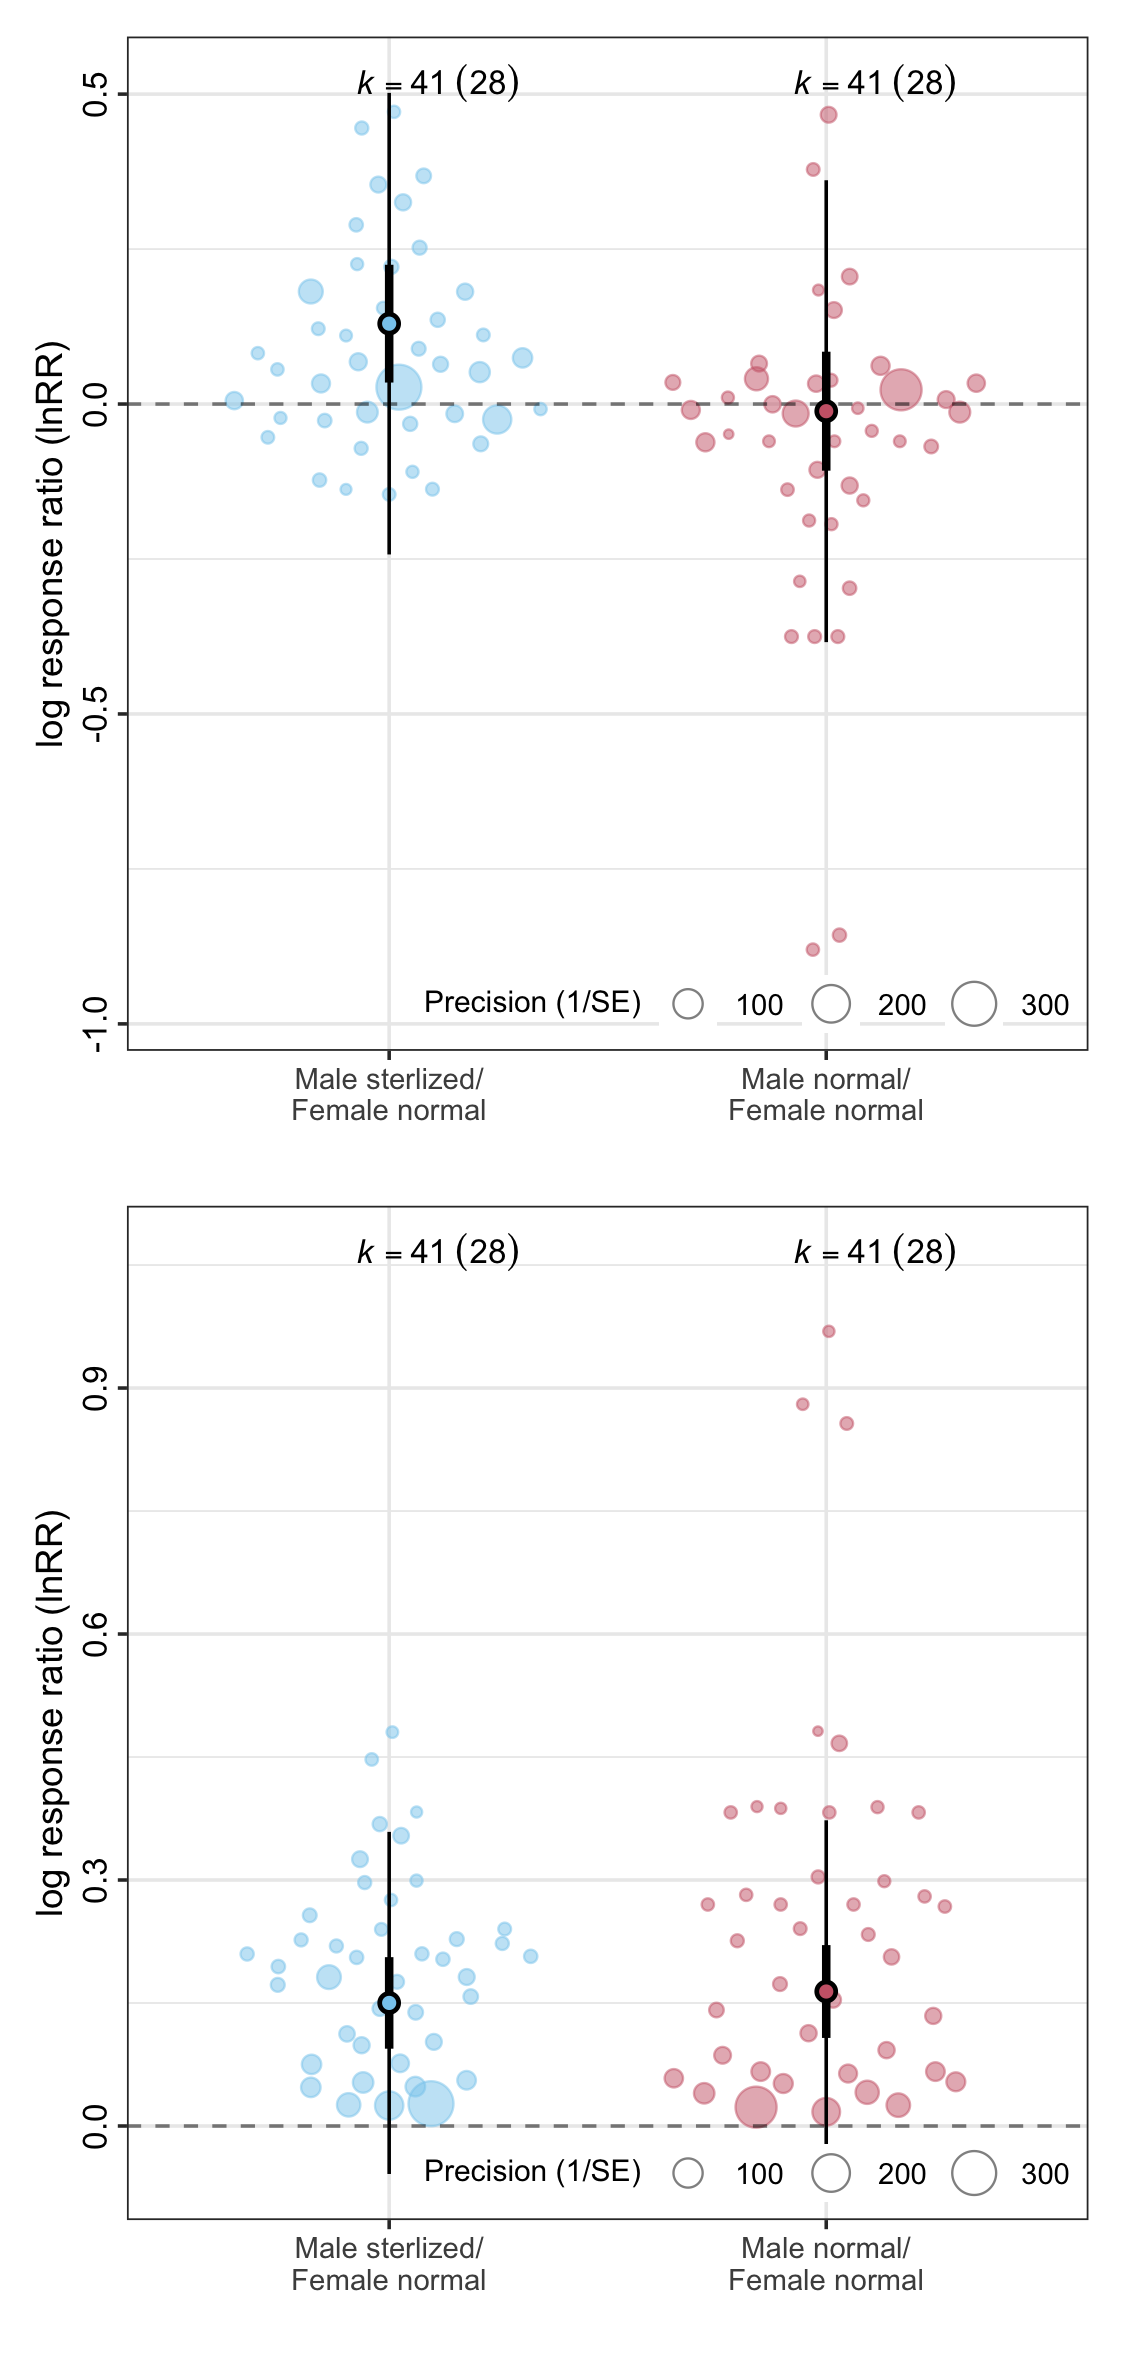 k = 41 (28)
k = 41 (28)
0.5
0.0
-0.5
-1.0
log response ratio (lnRR)
Precision (1/SE)
100
200
300
Male sterlized/
Female normal
Male normal/
Female normal
k = 41 (28)
k = 41 (28)
0.9
0.6
0.3
0.0
log response ratio (lnRR)
Precision (1/SE)
100
200
300
Male sterlized/
Female normal
Male normal/
Female normal